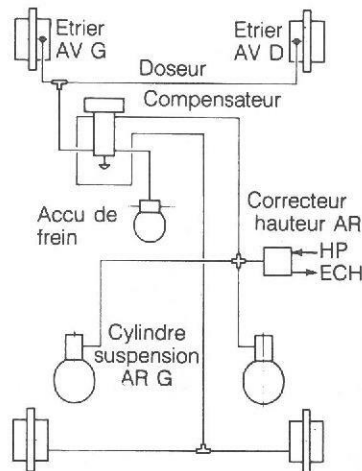 Etrier
AV G
Etrier
AV D
Doseur
Compensateur
Accu de
frein
Correcteur
hauteur AR
HP
ECH
Cylindre
suspension
AR G